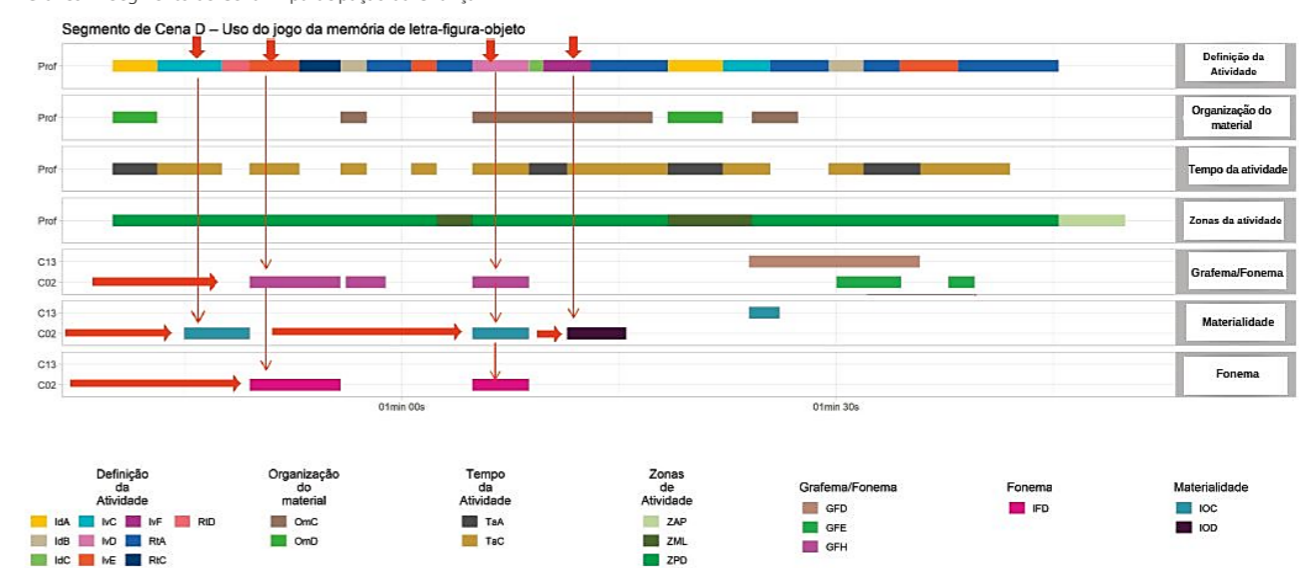 Segmento de Cena D – Uso do jogo da memória de letra-figura-objeto
Prof
Definição da
Atividade
Prof
Organização do
material
Prof
Tempo da atividade
Prof
Zonas da atividade
C13
C02
Grafema/Fonema
C13
C02
Materialidade
C13
C02
Fonema
01min 00s
01min 30s
Definição
da
Atividade
IdA IvC IvF RtD
IdB IvD RtA
IdC IvE RtC
Organização
do
material
OmC
OmD
Tempo
da
Atividade
TaA
TaC
Zonas
de
Atividade
ZAP
ZML
ZPD
Grafema/Fonema
GFD
GFE
GFH
Fonema
IFD
Materialidade
IOC
IOD